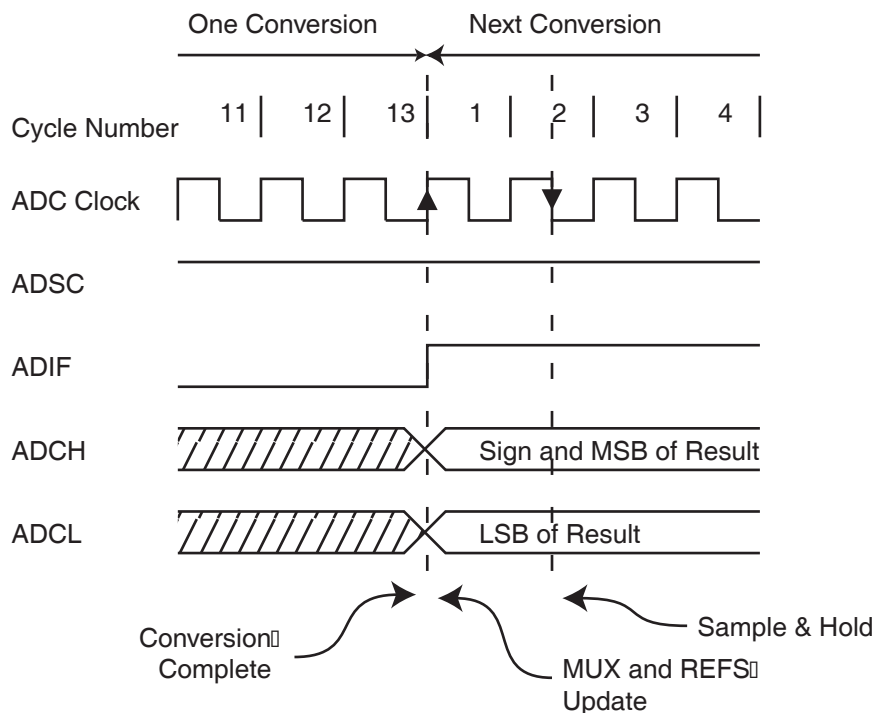 One Conversion Next Conversion
Cycle Number 11 12 13 1 2 3 4
ADC Clock
ADSC
ADIF
ADCH Sign and MSB of Result
ADCL LSB of Result
Sample & Hold
Conversion
Complete
MUX and REFS
Update